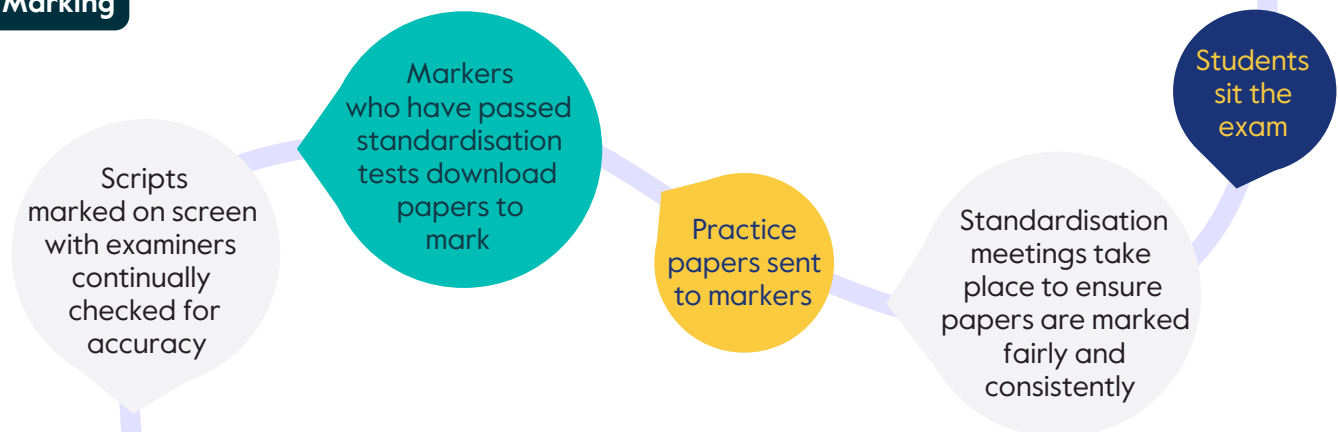 Marking
Students
sit the
exam
Standardisation
meetings take
place to ensure
papers are marked
fairly and
consistently
Practice
papers sent
to markers
Markers
who have passed
standardisation
tests download
papers to
mark
Scripts
marked on screen
with examiners
continually
checked for
accuracy